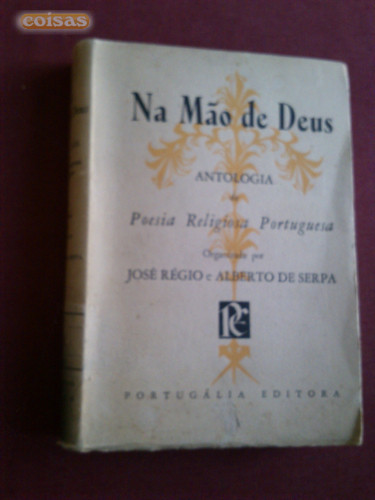 coisas
Na Mão de Deus
ANTOLOGIA
Poesia Religiosa Portuguesa
Organizada por
JOSÉ RÉGIO e ALBERTO DE SERPA
PORTUGÁLIA EDITORA